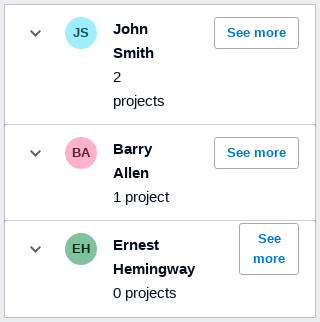 JS
John
Smith
2
projects
See more
BA
Barry
Allen
1 project
See more
EH
Ernest
Hemingway
0 projects
See
more